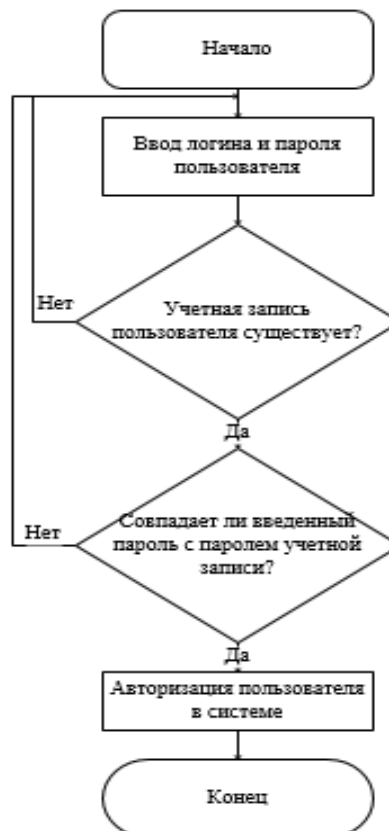 Начало
Ввод логина и пароля
пользователя
Учетная запись
пользователя существует?
Нет
Да
Совпадает ли введенный
пароль с паролем учетной
записи?
Нет
Да
Авторизация пользователя
в системе
Конец